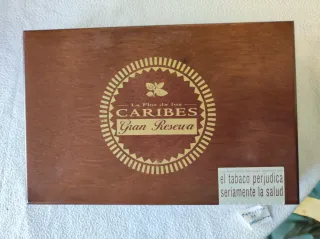 La Flor de los
CARIBES
Gran Reserva
el tabaco perjudica
seriamente la salud